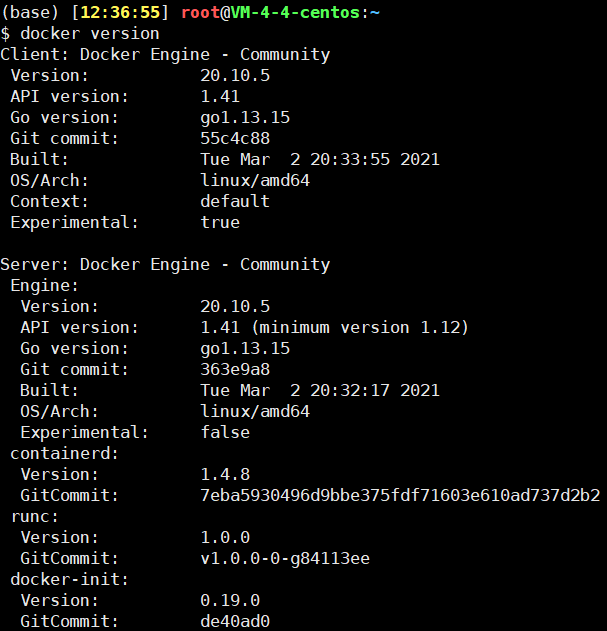 (base) [12:36:55] root@VM-4-4-centos:~
$ docker version
Client: Docker Engine - Community
 Version:           20.10.5
 API version:       1.41
 Go version:        go1.13.15
 Git commit:        55c4c88
 Built:             Tue Mar  2 20:33:55 2021
 OS/Arch:           linux/amd64
 Context:           default
 Experimental:      true

Server: Docker Engine - Community
 Engine:
  Version:          20.10.5
  API version:      1.41 (minimum version 1.12)
  Go version:       go1.13.15
  Git commit:       363e9a8
  Built:            Tue Mar  2 20:32:17 2021
  OS/Arch:          linux/amd64
  Experimental:     false
 containerd:
  Version:          1.4.8
  GitCommit:        7eba5930496d9bbe375fdf71603e610ad737d2b2
 runc:
  Version:          1.0.0
  GitCommit:        v1.0.0-0-g84113ee
 docker-init:
  Version:          0.19.0
  GitCommit:        de40ad0